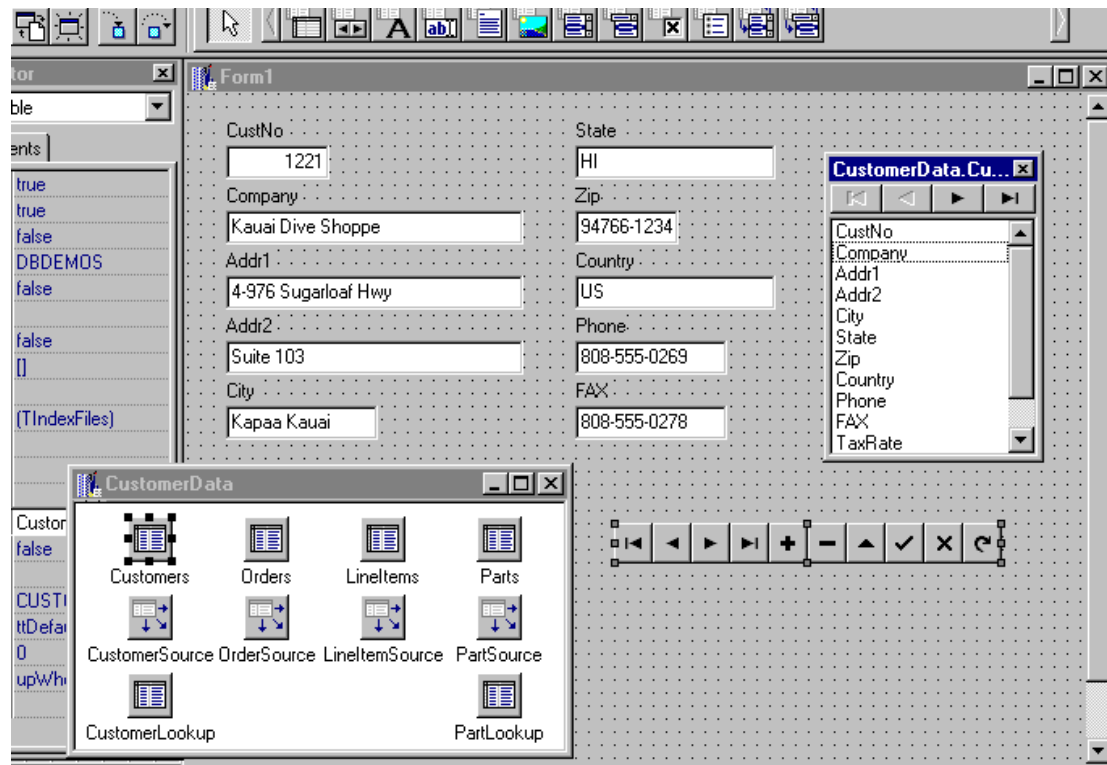 tor
ble
ents
true
true
false
DBDEMOS
false
false
[]
(TIndexFiles)
Custor
false
CUST
ttDefau
0
upWh
Form1
CustNo
1221
Company
Kauai Dive Shoppe
Addr1
4-976 Sugarloaf Hwy
Addr2
Suite 103
City
Kapaa Kauai
State
HI
Zip
94766-1234
Country
US
Phone
808-555-0269
FAX
808-555-0278
CustomerData.Cu...
CustNo
Company
Addr1
Addr2
City
State
Zip
Country
Phone
FAX
TaxRate
CustomerData
Customers Orders LineItems Parts
CustomerSource OrderSource LineItemSource PartSource
CustomerLookup PartLookup